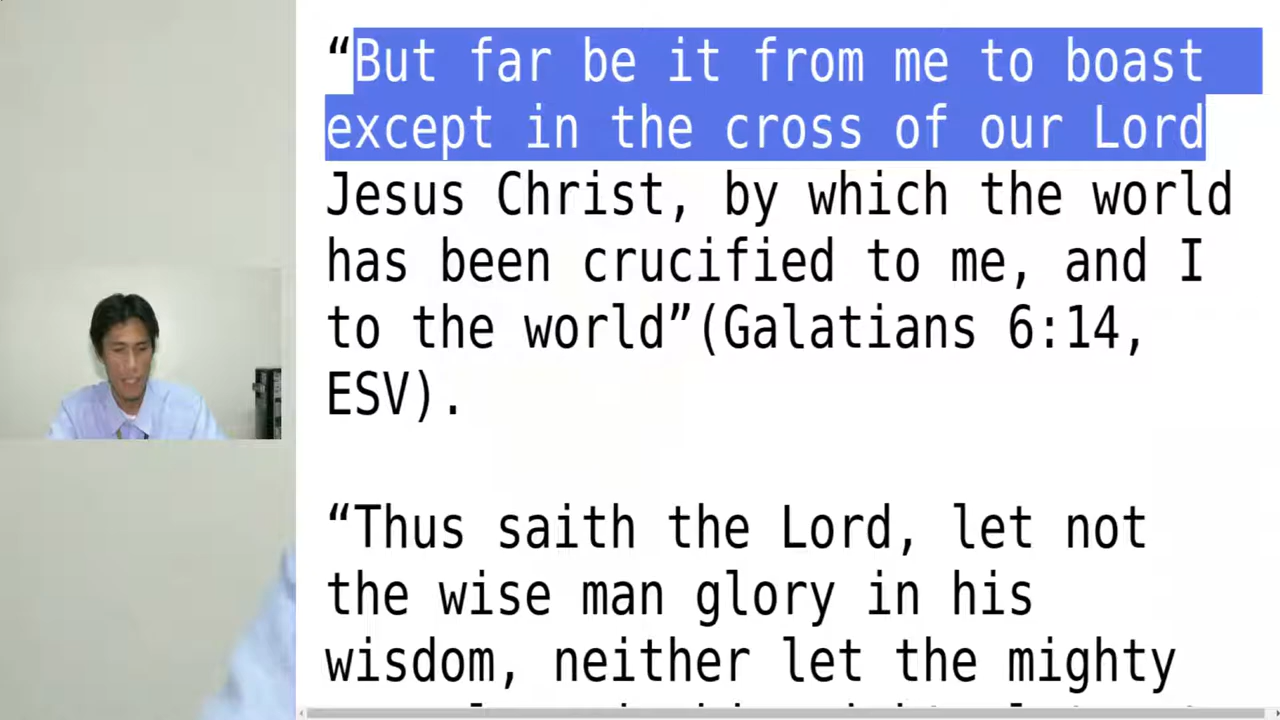 “But far be it from me to boast
except in the cross of our Lord
Jesus Christ, by which the world
has been crucified to me, and I
to the world”(Galatians 6:14,
ESV).
“Thus saith the Lord, let not
the wise man glory in his
wisdom, neither let the mighty